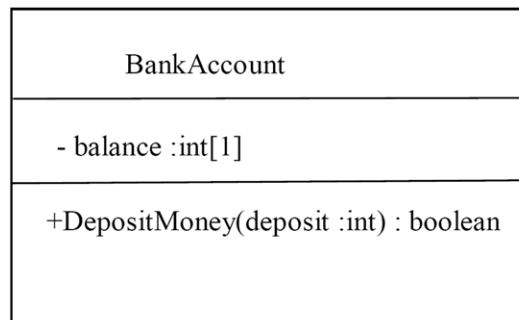 BankAccount
- balance :int[1]
+DepositMoney(deposit :int) : boolean